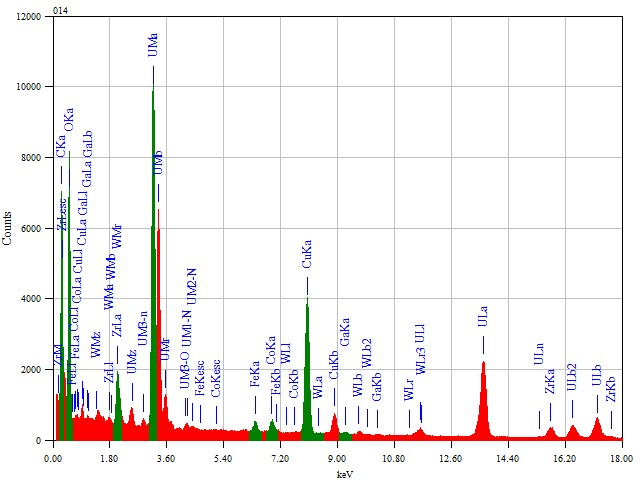 014
12000
10000
8000
6000
4000
2000
0
Counts
ZrM
CKa
ZrLesc
OKa
FeLl FeLa
CoLl CoLa
CuLl CuLa
GaLl GaLa GaLb
WMz
WMa WMb WMr
ZrLl
ZrLa
UMz
UM3-n
UMa
UMb
UMr
UM3-O UM1-N
UM2-N
FeKesc
CoKesc
FeKa
CoKa
FeKb
WLl
CoKb
CuKa
WLa
CuKb
GaKa
WLb
WLb2
GaKb
WLr
WLr3 ULl
ULa
ULn
ZrKa
ULb2
ULb
ZrKb
0.00 1.80 3.60 5.40 7.20 9.00 10.80 12.60 14.40 16.20 18.00
keV